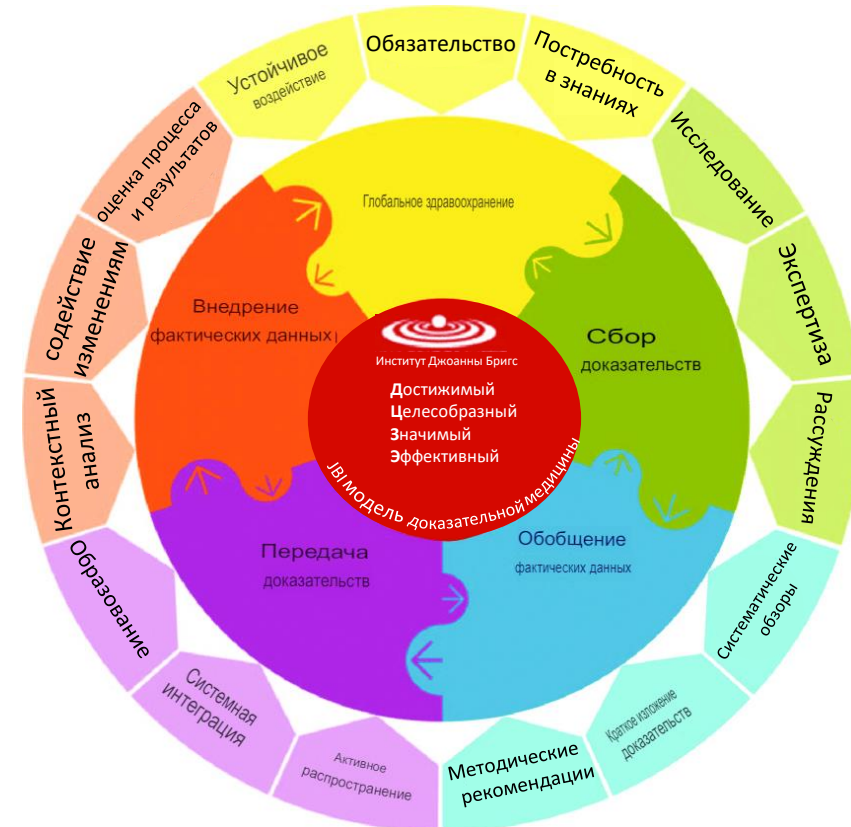 Устойчивое
воздействие
Обязательство
Построебность
в знаниях
Исследование
Экспертиза
Рассуждения
Систематические
обзоры
Краткое изложение
доказательств
Методические
рекомендации
Активное
распространение
Системная
интеграция
Образование
Контекстный
анализ
содействие
изменениям
оценка процесса
и результатов
Глобальное здравоохранение
Сбор
доказательств
Обобщение
фактических данных
Передача
доказательств
Внедрение
фактических данных
Институт Джоанны Бригс
Достижимый
Целесобразный
Значимый
Эффективный
JBI модель доказательной медицины